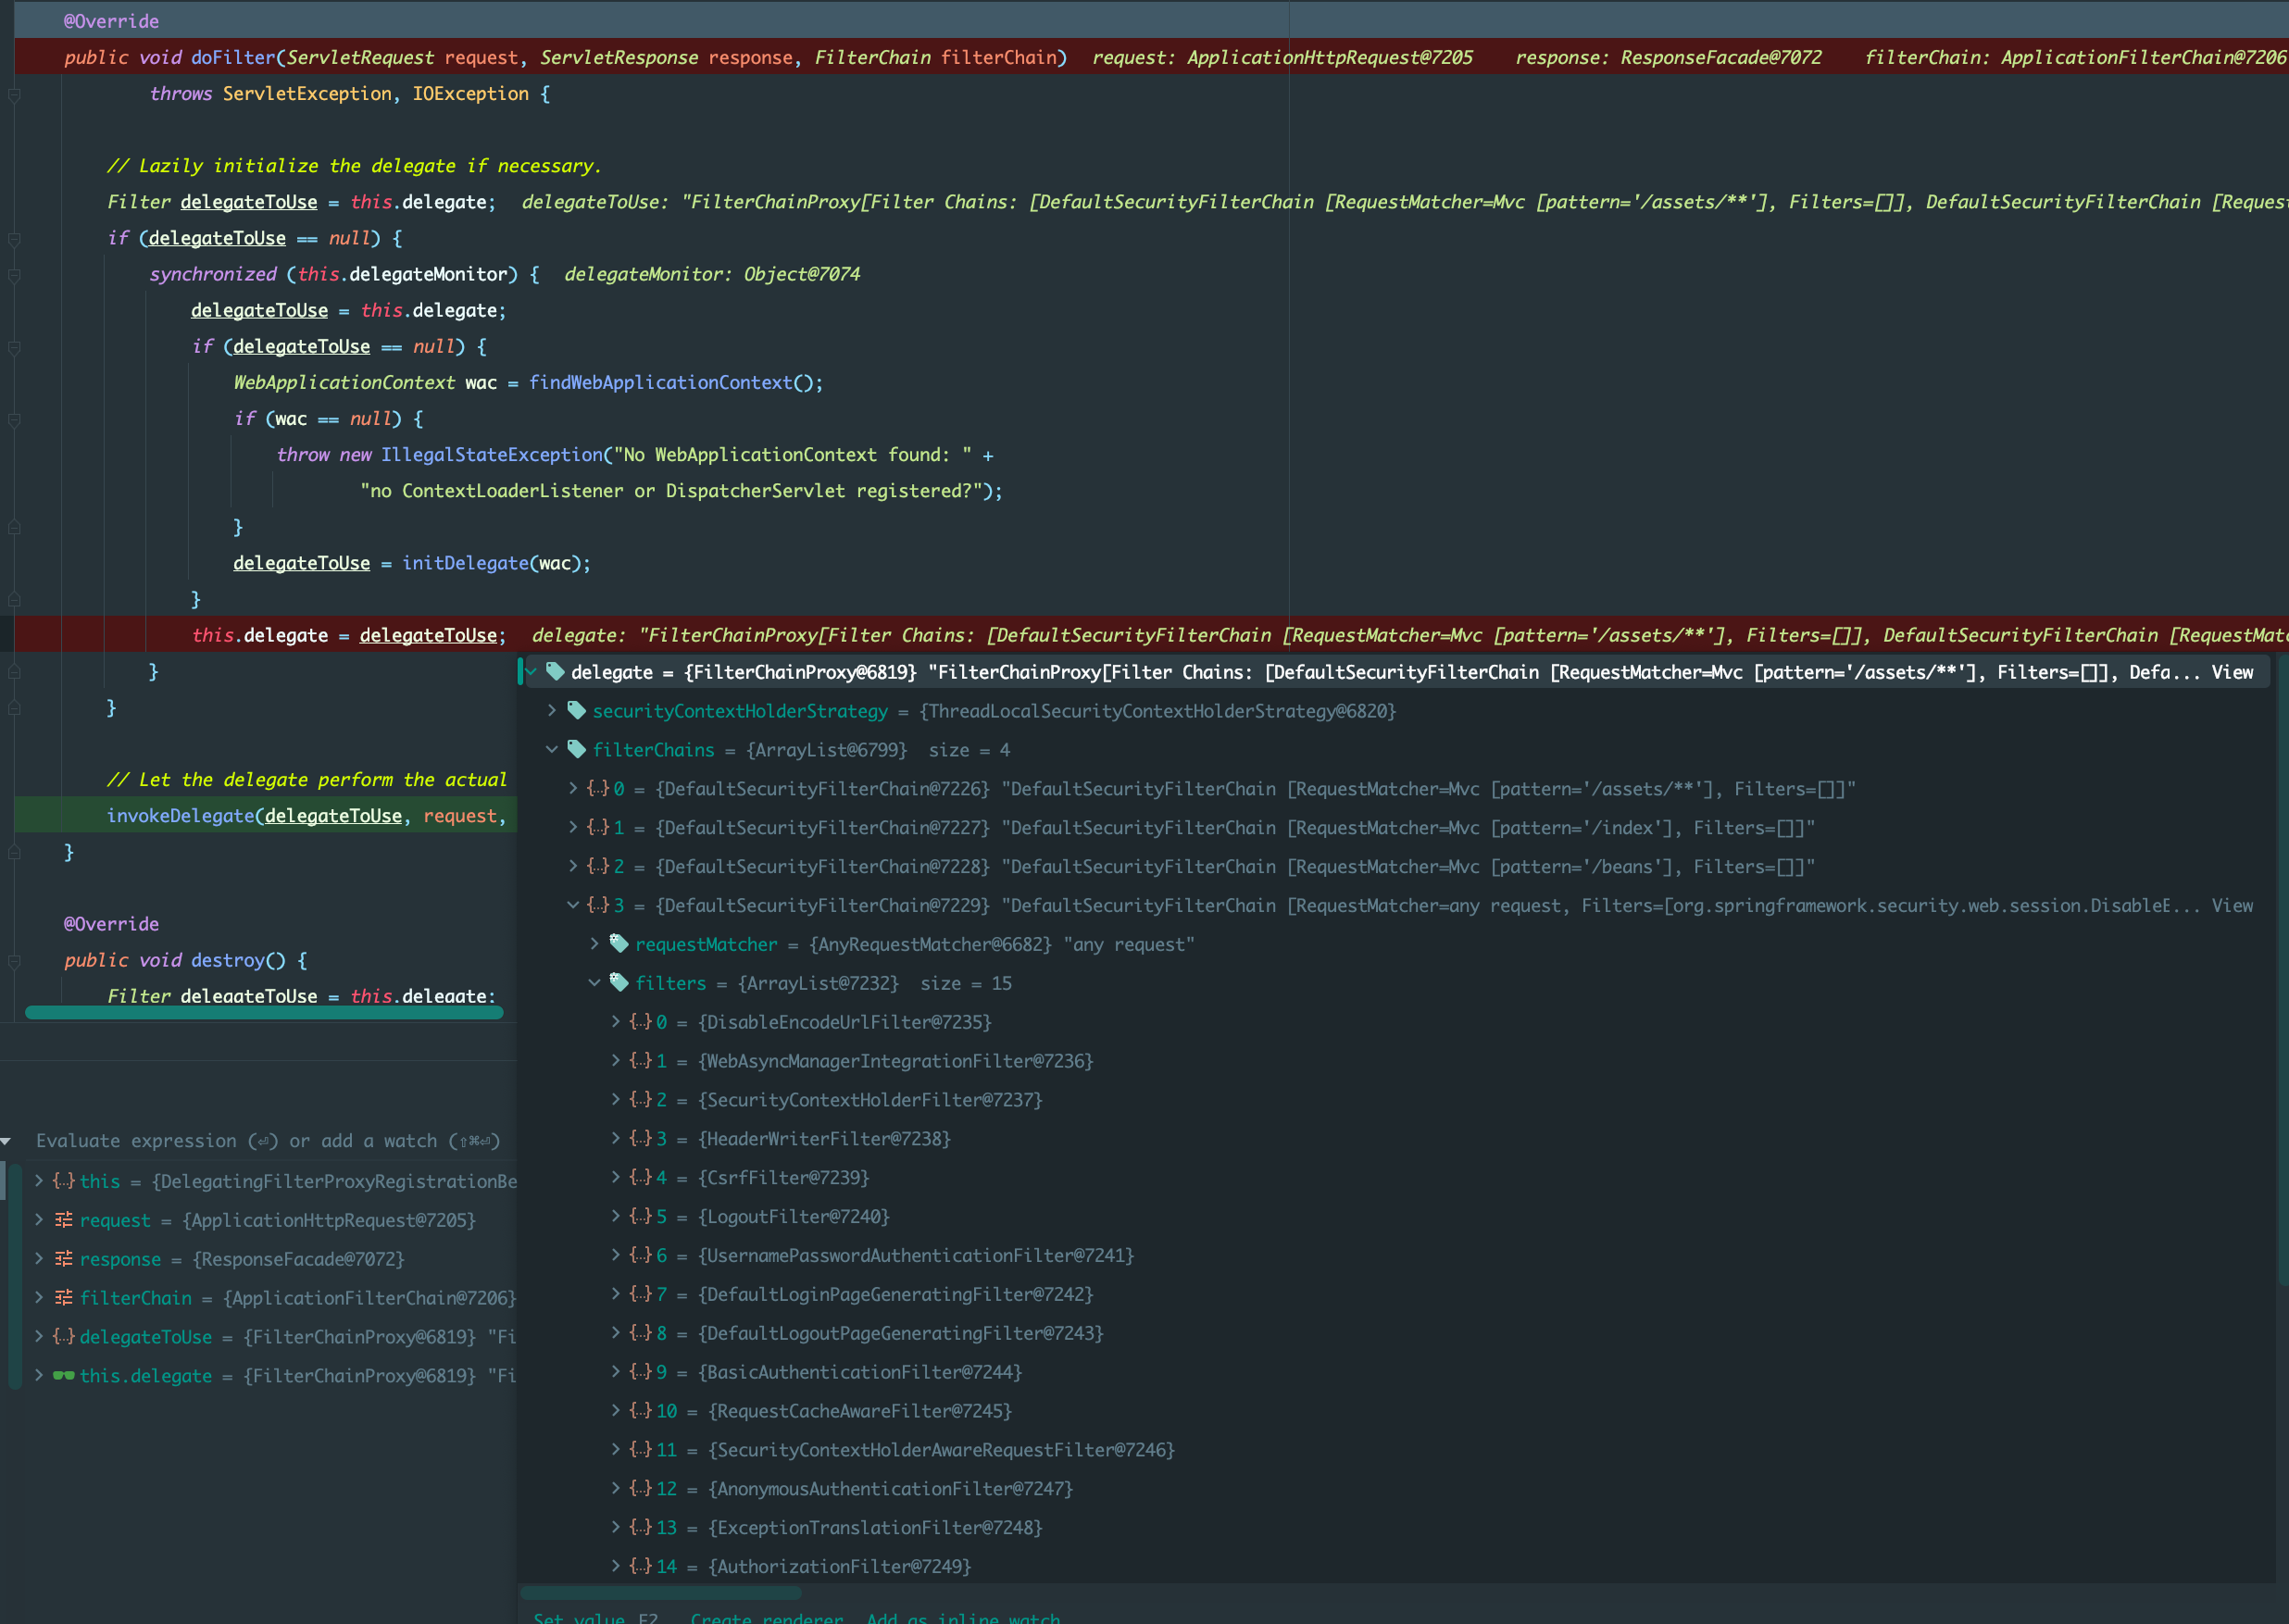 @Override
public void doFilter(ServletRequest request, ServletResponse response, FilterChain filterChain) request: ApplicationHttpRequest@7205 response: ResponseFacade@7072 filterChain: ApplicationFilterChain@7206
throws ServletException, IOException {
// Lazily initialize the delegate if necessary.
Filter delegateToUse = this.delegate; delegateToUse: "FilterChainProxy[Filter Chains: [DefaultSecurityFilterChain [RequestMatcher=Mvc [pattern='/assets/**'], Filters=[]], DefaultSecurityFilterChain [Reques
if (delegateToUse == null) {
synchronized (this.delegateMonitor) { delegateMonitor: Object@7074
delegateToUse = this.delegate;
if (delegateToUse == null) {
WebApplicationContext wac = findWebApplicationContext();
if (wac == null) {
throw new IllegalStateException("No WebApplicationContext found: " +
"no ContextLoaderListener or DispatcherServlet registered?");
}
delegateToUse = initDelegate(wac);
}
this.delegate = delegateToUse; delegate: "FilterChainProxy[Filter Chains: [DefaultSecurityFilterChain [RequestMatcher=Mvc [pattern='/assets/**'], Filters=[]], DefaultSecurityFilterChain [RequestMatc
}
}
// Let the delegate perform the actual
invokeDelegate(delegateToUse, request,
}
@Override
public void destroy() {
Filter delegateToUse = this.delegate;
delegate = {FilterChainProxy@6819} "FilterChainProxy[Filter Chains: [DefaultSecurityFilterChain [RequestMatcher=Mvc [pattern='/assets/**'], Filters=[]], Defa... View
securityContextHolderStrategy = {ThreadLocalSecurityContextHolderStrategy@6820}
filterChains = {ArrayList@6799} size = 4
{...} 0 = {DefaultSecurityFilterChain@7226} "DefaultSecurityFilterChain [RequestMatcher=Mvc [pattern='/assets/**'], Filters=[]]"
{...} 1 = {DefaultSecurityFilterChain@7227} "DefaultSecurityFilterChain [RequestMatcher=Mvc [pattern='/index'], Filters=[]]"
{...} 2 = {DefaultSecurityFilterChain@7228} "DefaultSecurityFilterChain [RequestMatcher=Mvc [pattern='/beans'], Filters=[]]"
{...} 3 = {DefaultSecurityFilterChain@7229} "DefaultSecurityFilterChain [RequestMatcher=any request, Filters=[org.springframework.security.web.session.DisableE... View
requestMatcher = {AnyRequestMatcher@6682} "any request"
filters = {ArrayList@7232} size = 15
{...} 0 = {DisableEncodeUrlFilter@7235}
{...} 1 = {WebAsyncManagerIntegrationFilter@7236}
{...} 2 = {SecurityContextHolderFilter@7237}
{...} 3 = {HeaderWriterFilter@7238}
{...} 4 = {CsrfFilter@7239}
{...} 5 = {LogoutFilter@7240}
{...} 6 = {UsernamePasswordAuthenticationFilter@7241}
{...} 7 = {DefaultLoginPageGeneratingFilter@7242}
{...} 8 = {DefaultLogoutPageGeneratingFilter@7243}
{...} 9 = {BasicAuthenticationFilter@7244}
{...} 10 = {RequestCacheAwareFilter@7245}
{...} 11 = {SecurityContextHolderAwareRequestFilter@7246}
{...} 12 = {AnonymousAuthenticationFilter@7247}
{...} 13 = {ExceptionTranslationFilter@7248}
{...} 14 = {AuthorizationFilter@7249}
Set value F2 Create renderer Add as inline watch
Evaluate expression (⏎) or add a watch (⇧⌘⏎)
{...} this = {DelegatingFilterProxyRegistrationBe
request = {ApplicationHttpRequest@7205}
response = {ResponseFacade@7072}
filterChain = {ApplicationFilterChain@7206}
{...} delegateToUse = {FilterChainProxy@6819} "Fi
this.delegate = {FilterChainProxy@6819} "Fi